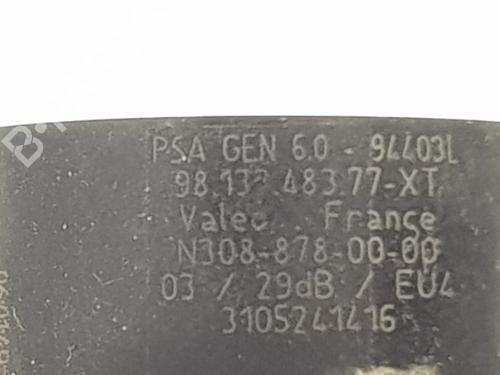 PSA GEN 6.0 - 94403L
98.137 483.77-XT
Valeo . France
N308-878-00-00
03 / 29dB / EU4
3105241416